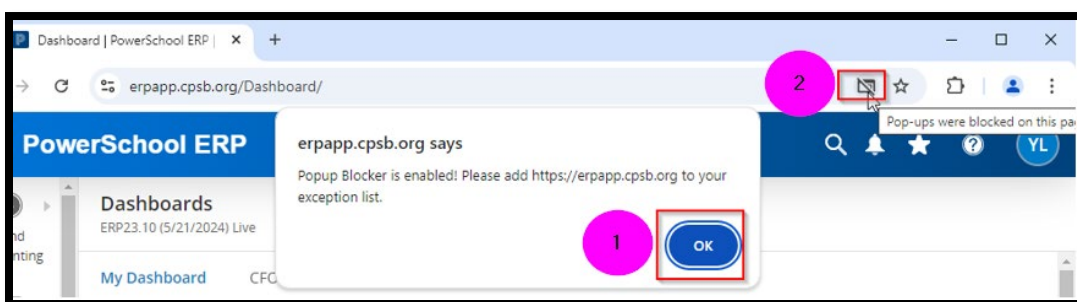 Dashboard | PowerSchool ERP |
erpapp.cpsb.org/Dashboard/
2
Pop-ups were blocked on this pa
PowerSchool ERP
YL
erpapp.cpsb.org says
Popup Blocker is enabled! Please add https://erpapp.cpsb.org to your
exception list.
1
OK
Dashboards
ERP23.10 (5/21/2024) Live
nd
nting
My Dashboard
CFO